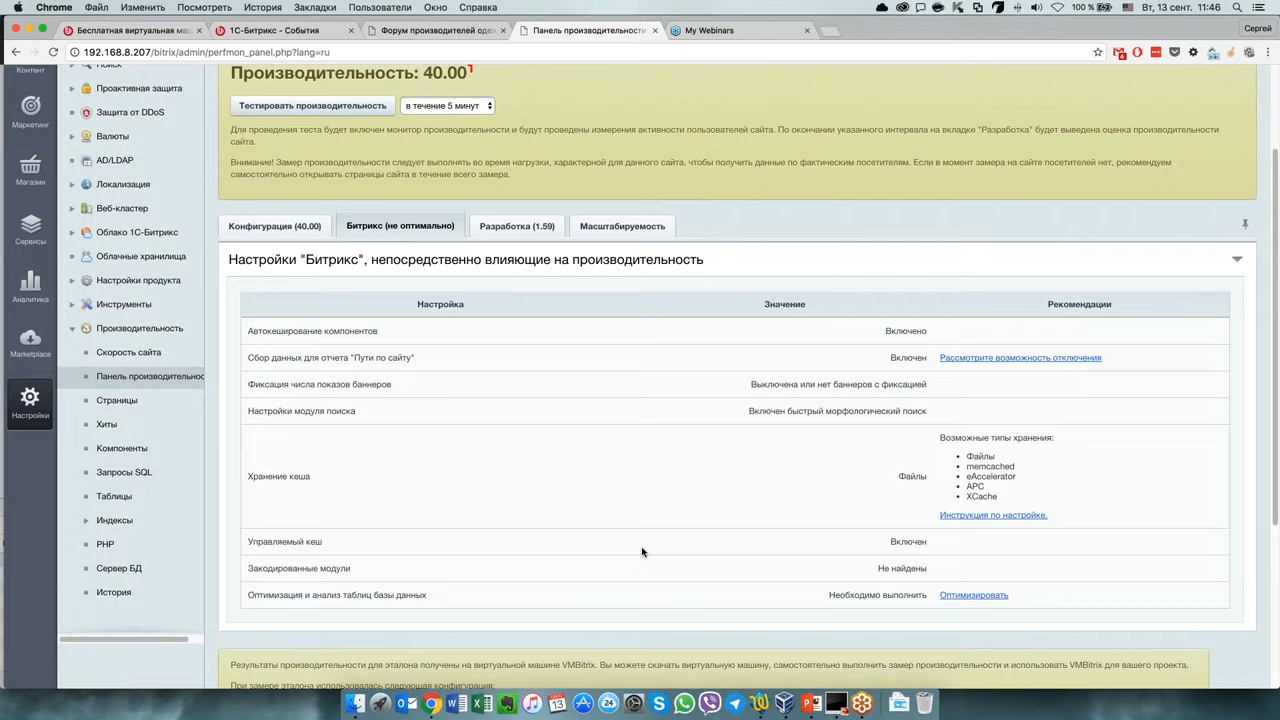 Chrome Файл Изменить Посмотреть История Закладки Пользователи Окно Справка 100 % Вт, 13 сент. 11:46
Бесплатная виртуальная ма
1С-Битрикс - События
Форум производителей оде
Панель производительности
My Webinars
Сергей
192.168.8.207/bitrix/admin/perfmon_panel.php?lang=ru
Контент
Маркетинг
Магазин
Сервисы
Аналитика
Marketplace
Настройки
Поиск
Проактивная защита
Защита от DDoS
Валюты
AD/LDAP
Локализация
Веб-кластер
Облако 1С-Битрикс
Облачные хранилища
Настройки продукта
Инструменты
Производительность
Скорость сайта
Панель производительнос
Страницы
Хиты
Компоненты
Запросы SQL
Таблицы
Индексы
PHP
Сервер БД
История
Производительность: 40.00¹
Тестировать производительность в течение 5 минут
Для проведения теста будет включен монитор производительности и будут проведены измерения активности пользователей сайта. По окончании указанного интервала на вкладке "Разработка" будет выведена оценка производительности
сайта.
Внимание! Замер производительности следует выполнять во время нагрузки, характерной для данного сайта, чтобы получить данные по фактическим посетителям. Если в момент замера на сайте посетителей нет, рекомендуем
самостоятельно открывать страницы сайта в течение всего замера.
Конфигурация (40.00) Битрикс (не оптимально) Разработка (1.59) Масштабируемость
Настройки "Битрикс", непосредственно влияющие на производительность
Настройка Значение Рекомендации
Автокеширование компонентов Включено
Сбор данных для отчета "Пути по сайту" Включен Рассмотрите возможность отключения
Фиксация числа показов баннеров Выключена или нет баннеров с фиксацией
Настройки модуля поиска Включен быстрый морфологический поиск
Хранение кеша Файлы
Возможные типы хранения:
Файлы
memcached
eAccelerator
APC
XCache
Инструкция по настройке.
Управляемый кеш Включен
Закодированные модули Не найдены
Оптимизация и анализ таблиц базы данных Необходимо выполнить Оптимизировать
Результаты производительности для эталона получены на виртуальной машине VMBitrix. Вы можете скачать виртуальную машину, самостоятельно выполнить замер производительности и использовать VMBitrix для вашего проекта.
При замере эталона использовалась следующая конфигурация: